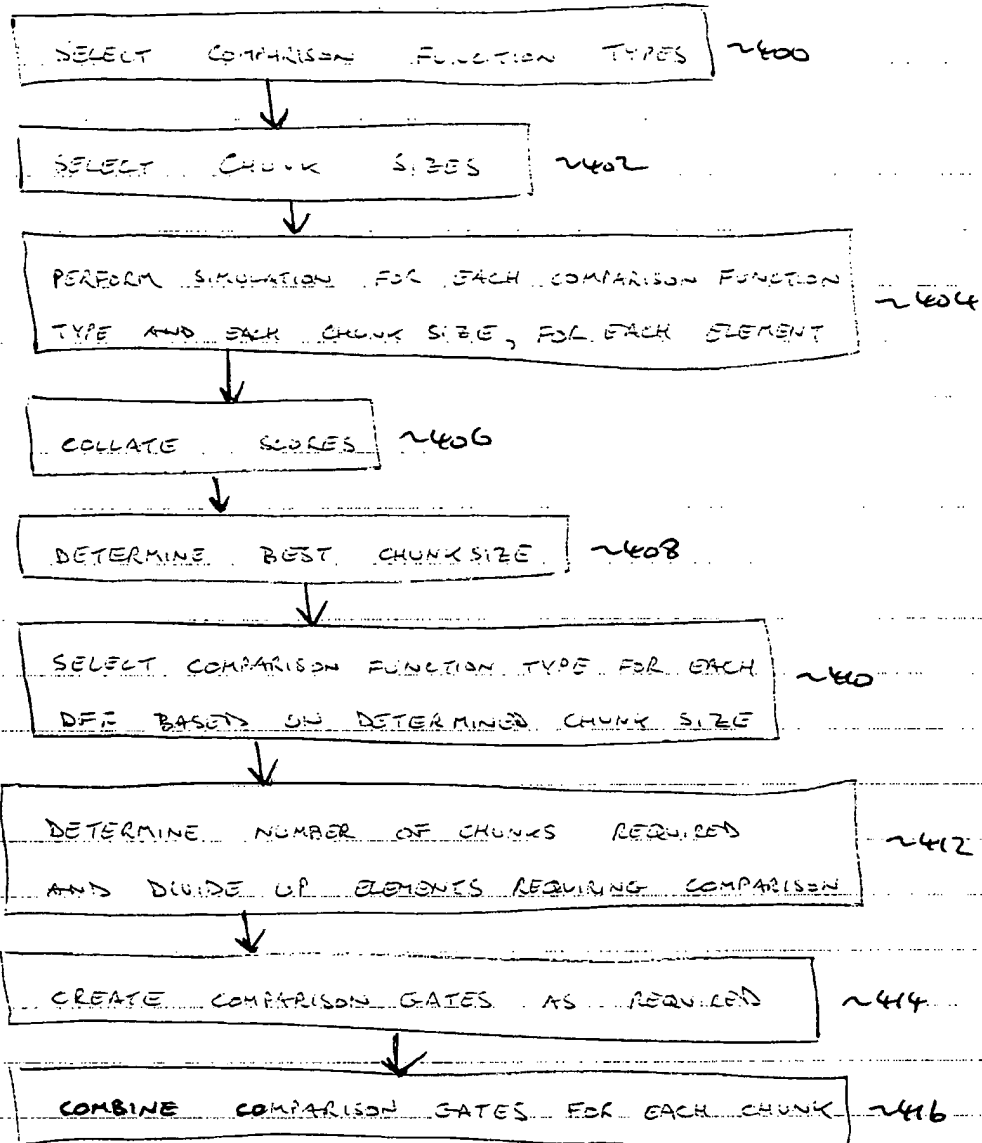 SELECT COMPARISON FUNCTION TYPES ~400
SELECT CHUNK SIZES ~402
PERFORM SIMULATION FOR EACH COMPARISON FUNCTION
TYPE AND EACH CHUNK SIZE, FOR EACH ELEMENT ~404
COLLATE SCORES ~406
DETERMINE BEST CHUNKSIZE ~408
SELECT COMPARISON FUNCTION TYPE FOR EACH
DFF BASED ON DETERMINED CHUNK SIZE ~410
DETERMINE NUMBER OF CHUNKS REQUIRED
AND DIVIDE UP ELEMENTS REQUIRING COMPARISON ~412
CREATE COMPARISON GATES AS REQUIRED ~414
COMBINE COMPARISON GATES FOR EACH CHUNK ~416